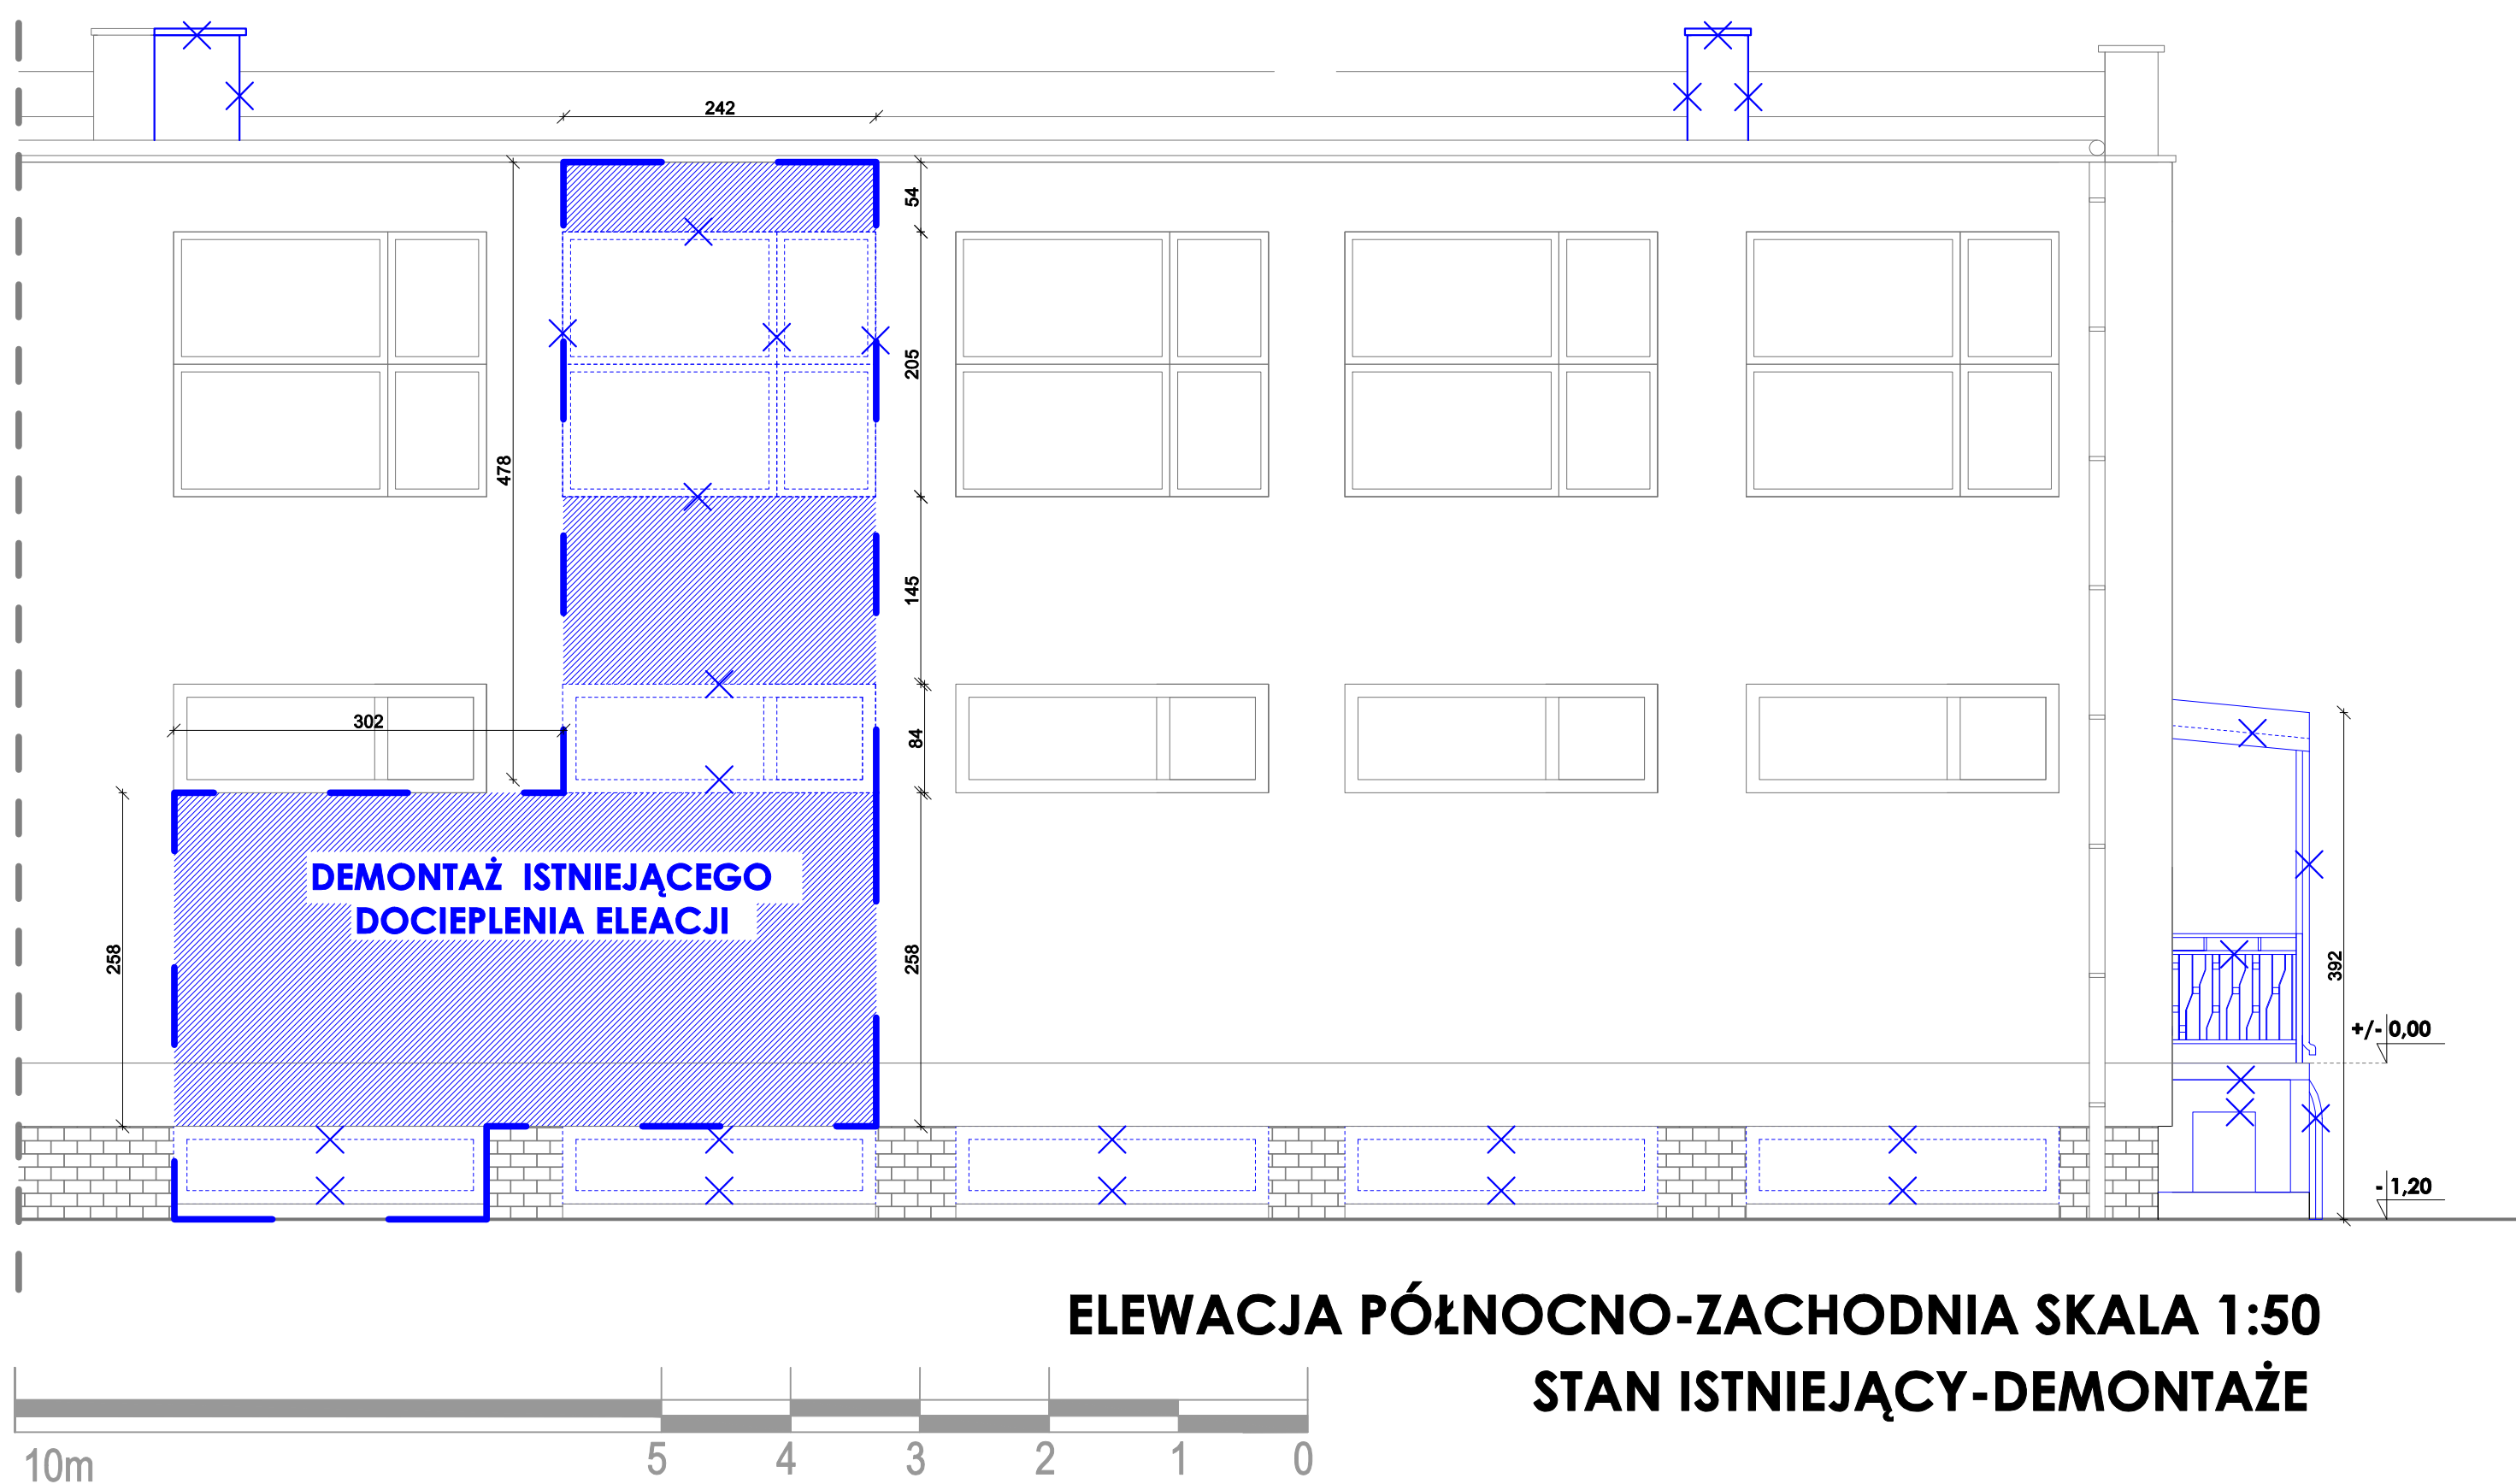 242
54
205
478
145
302
84
DEMONTAŻ ISTNIEJĄCEGO
DOCIEPLENIA ELEACJI
258
258
392
+/- 0,00
- 1,20
ELEWACJA PÓŁNOCNO-ZACHODNIA SKALA 1:50
STAN ISTNIEJĄCY-DEMONTAŻE
10m 5 4 3 2 1 0